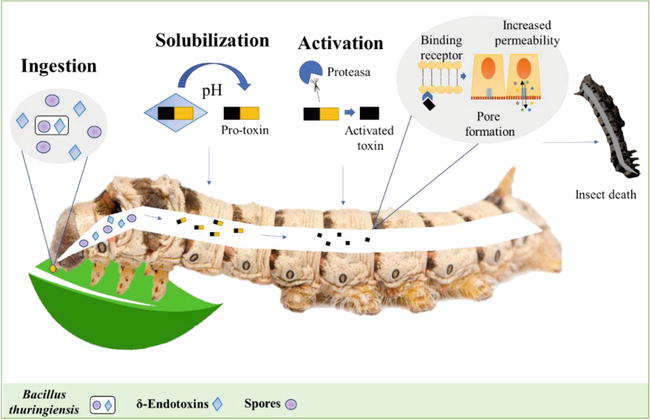 Ingestion
Solubilization
pH
Pro-toxin
Activation
Proteasa
Activated
toxin
Binding
receptor
Increased
permeability
Pore
formation
Insect death
Bacillus
thuringiensis
δ-Endotoxins
Spores